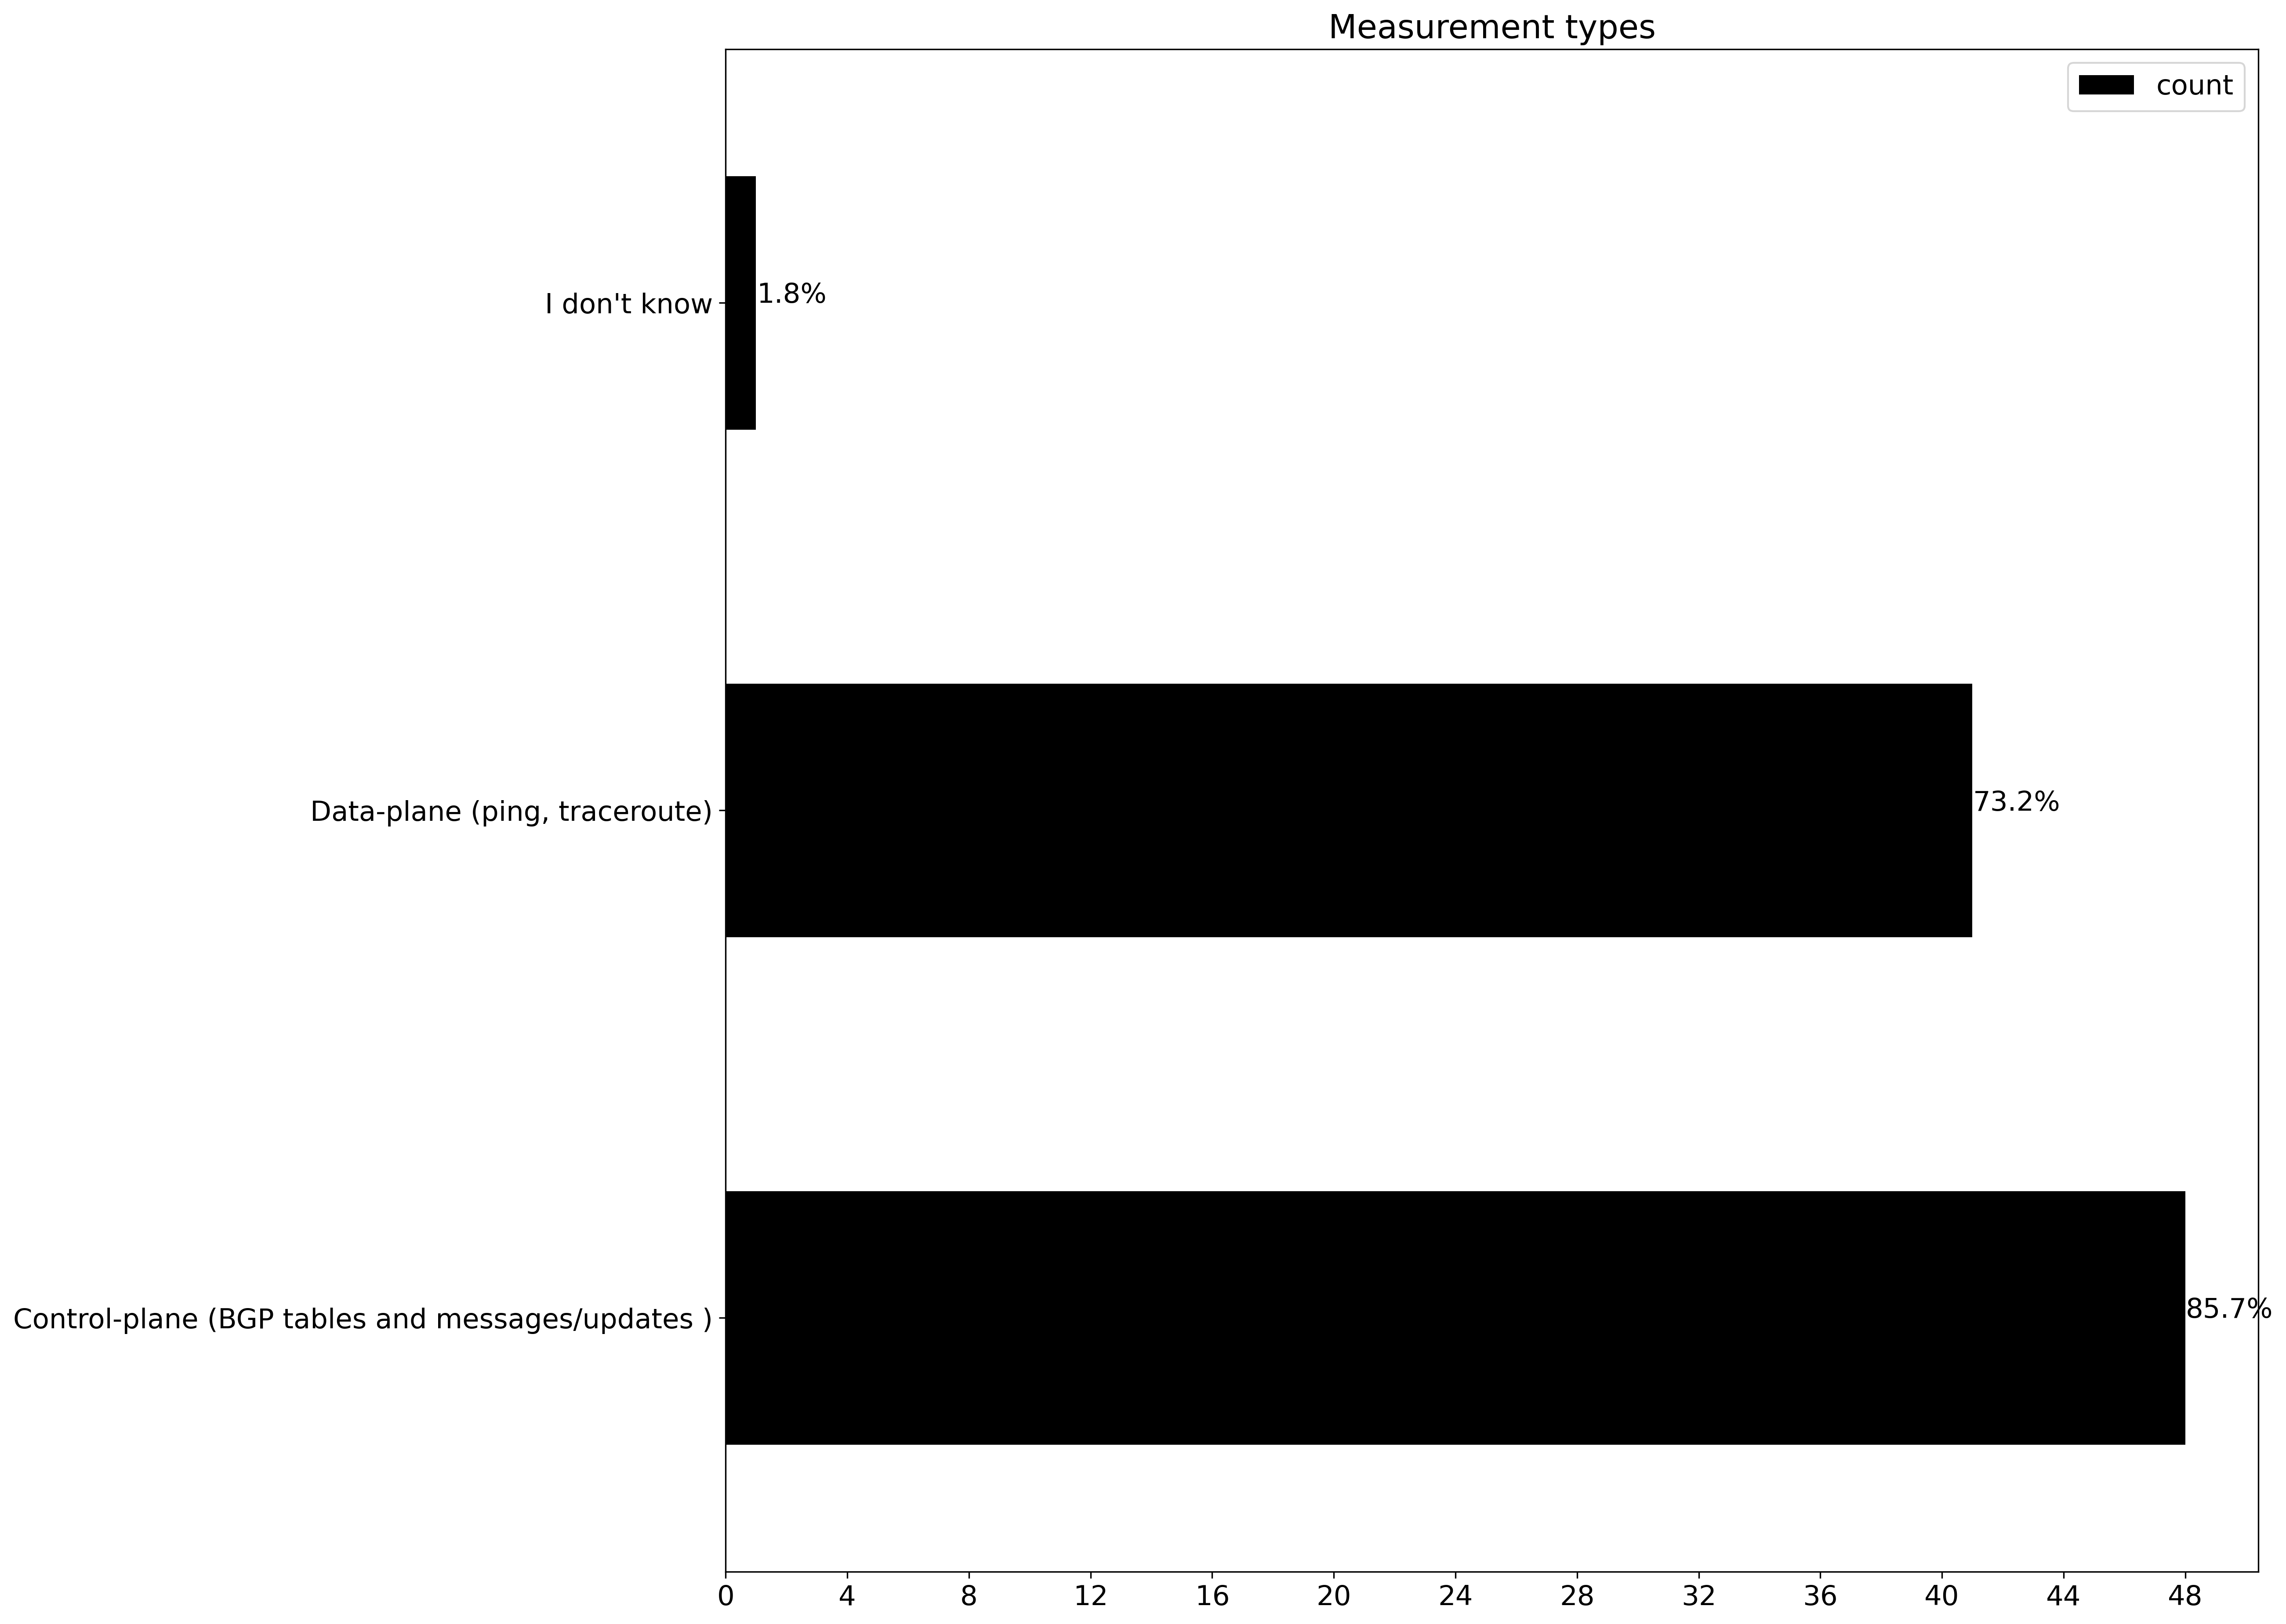 Measurement types
count
I don't know
1.8%
Data-plane (ping, traceroute)
73.2%
Control-plane (BGP tables and messages/updates )
85.7%
0 4 8 12 16 20 24 28 32 36 40 44 48